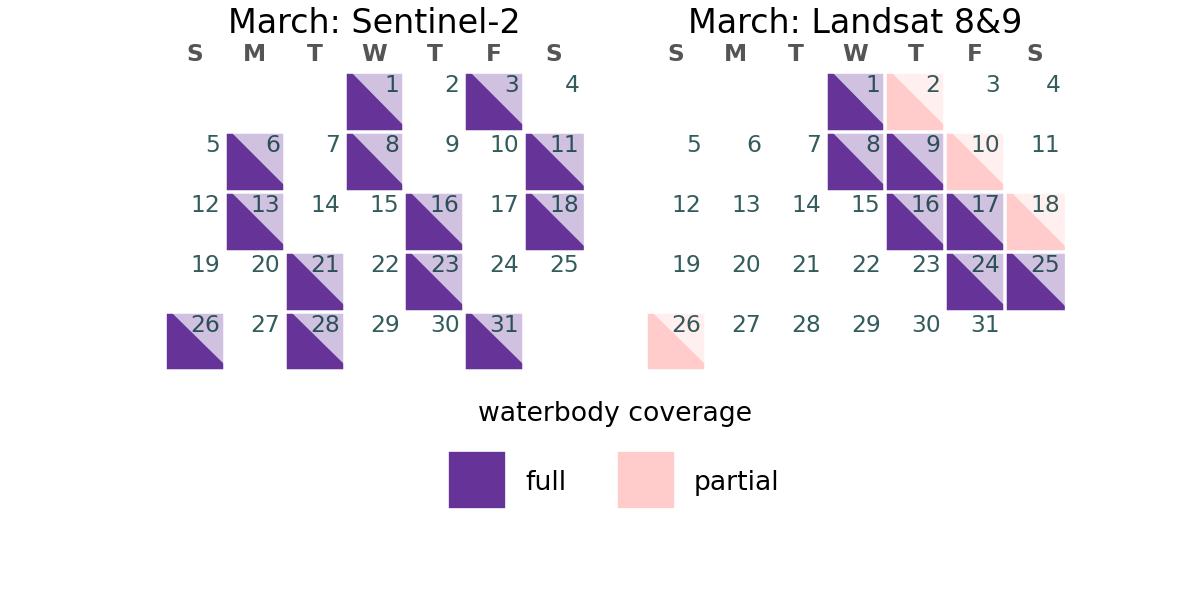 March: Sentinel-2
S M T W T F S
1 2 3 4
5 6 7 8 9 10 11
12 13 14 15 16 17 18
19 20 21 22 23 24 25
26 27 28 29 30 31
March: Landsat 8&9
S M T W T F S
1 2 3 4
5 6 7 8 9 10 11
12 13 14 15 16 17 18
19 20 21 22 23 24 25
26 27 28 29 30 31
waterbody coverage
full partial